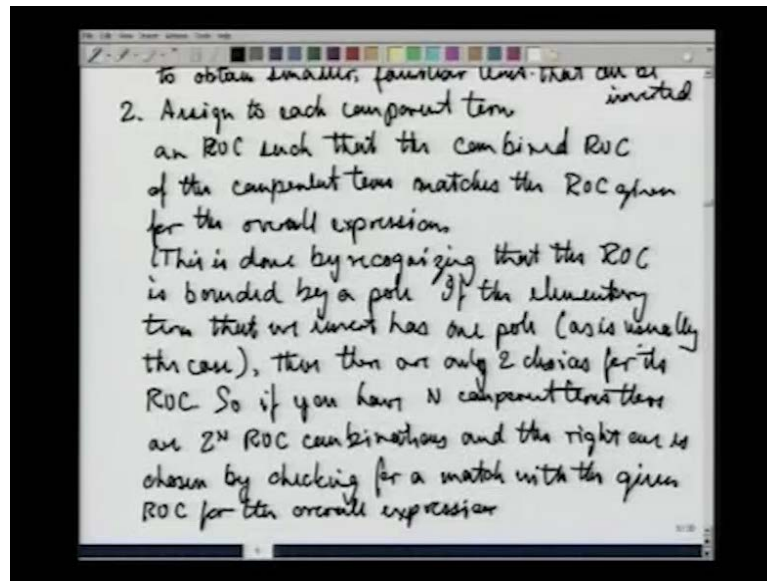 to obtain smaller, familiar terms that can be
inverted
2. Assign to each component term
an ROC such that the combined ROC
of the component terms matches the ROC given
for the overall expression.
(This is done by recognizing that the ROC
is bounded by a pole If the elementary
term that we invert has one pole (as is usually
the case), then there are only 2 choices for its
ROC. So if you have N component terms there
are 2^N ROC combinations and the right one is
chosen by checking for a match with the given
ROC for the overall expression